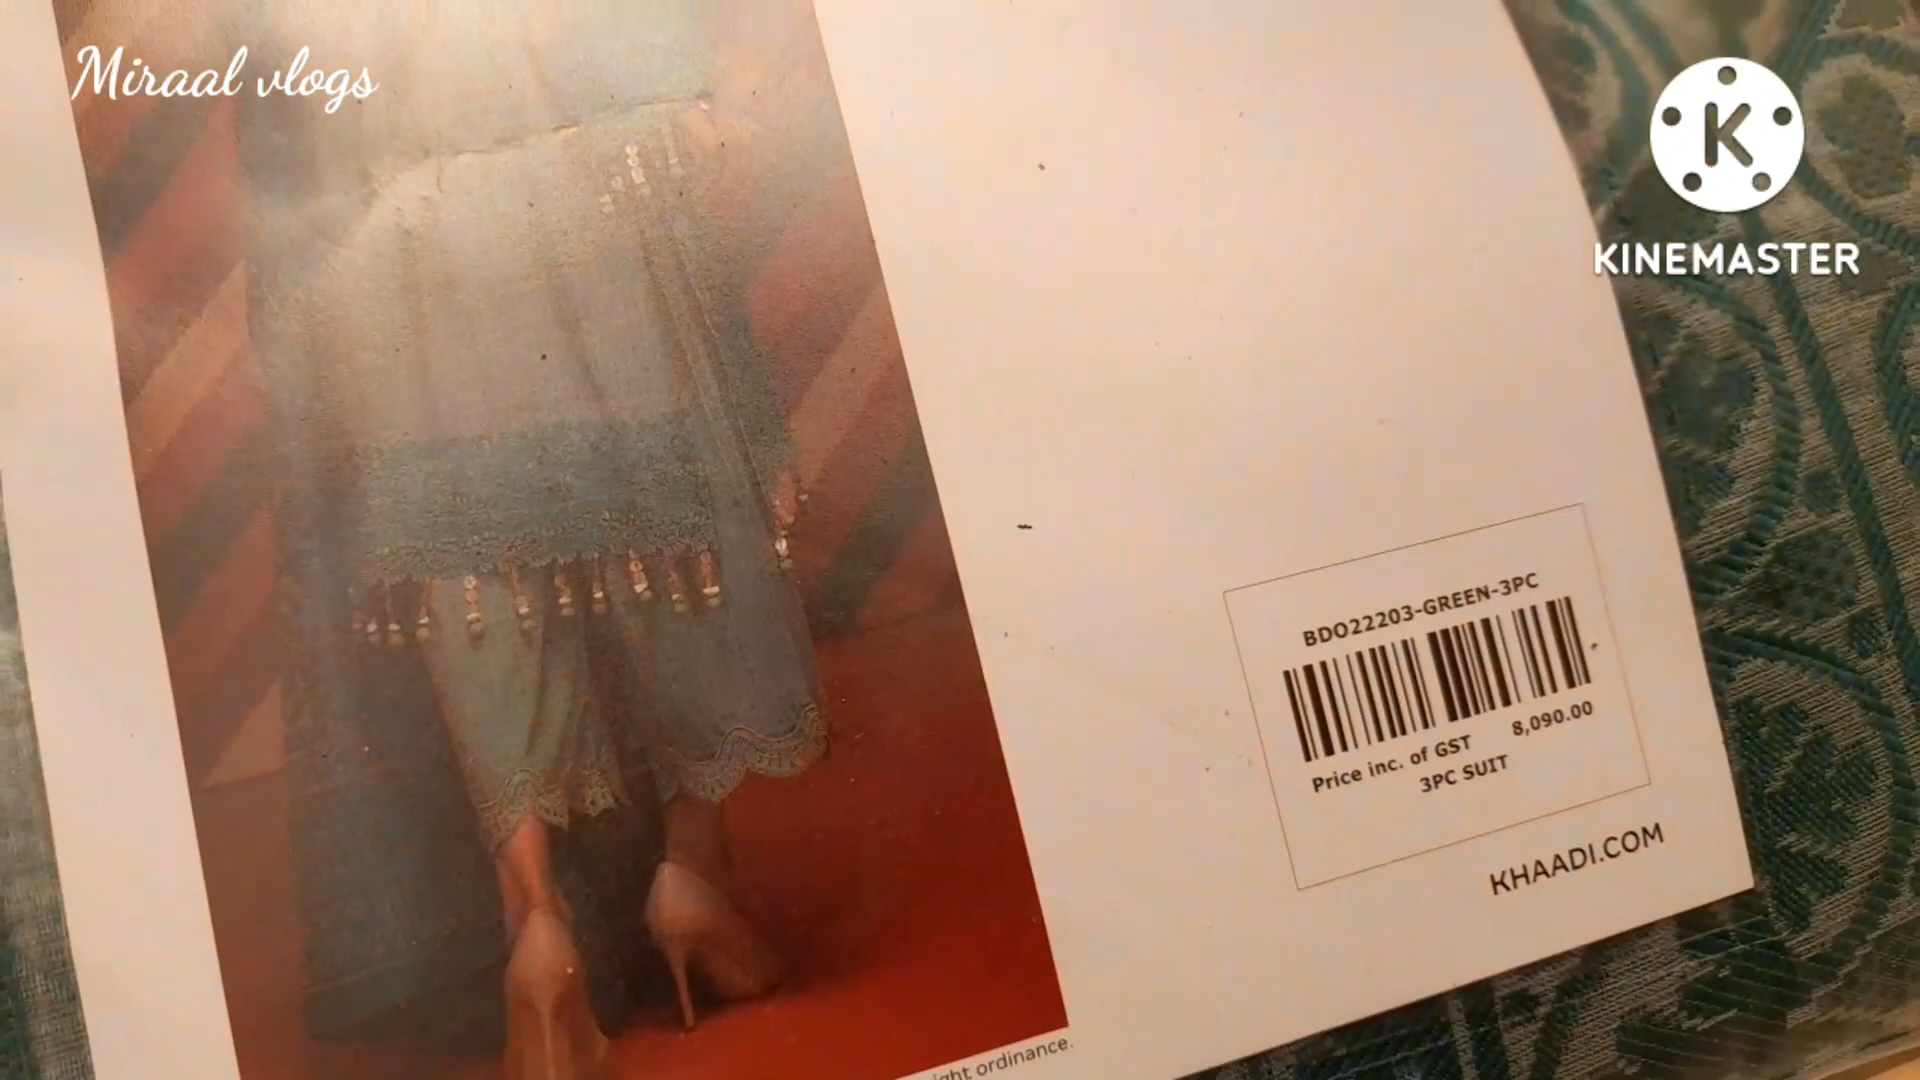 Miraal vlogs
K
KINEMASTER
BDO22203-GREEN-3PC
Price inc. of GST 8,090.00
3PC SUIT
KHAADI.COM
ordinance.